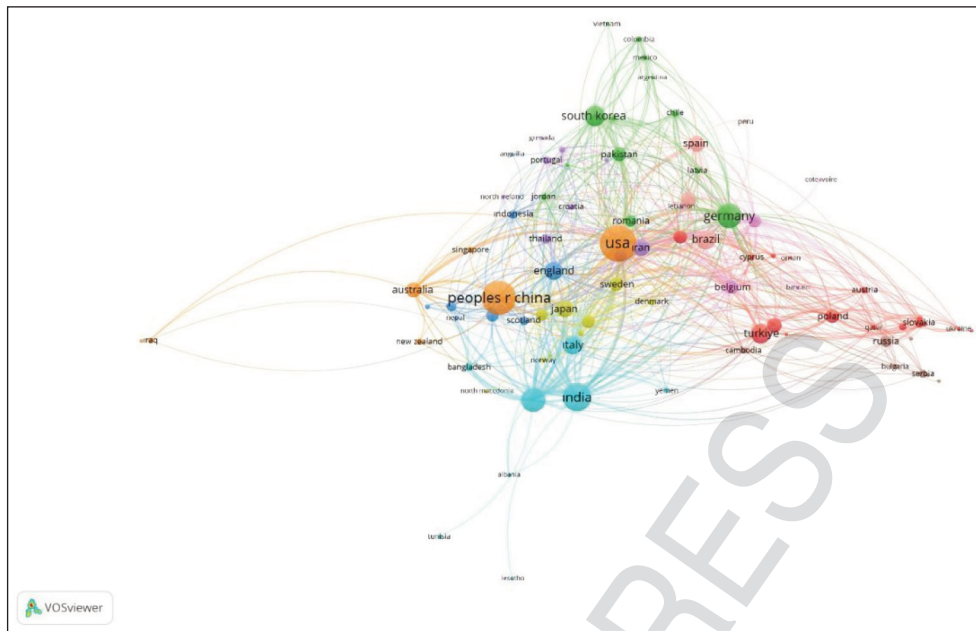 vietnam
colombia
mexico
argentina
south korea
chile
peru
grenada
spain
anguilla
portugal
pakistan
latvia
coteavoire
north ireland
jordan
lebanon
indonesia
croatia
romania
germany
thailand
usa
iran
brazil
singapore
cyprus
england
sweden
belgium
australia
austria
peoples r china
denmark
japan
nepal
scotland
poland
turkiye
slovakia
ukraine
new zealand
italy
russia
cambodia
norway
bangladesh
bulgaria
serbia
iraq
north macedonia
yemen
india
albania
tunisia
lesotho
VOSviewer
RESS